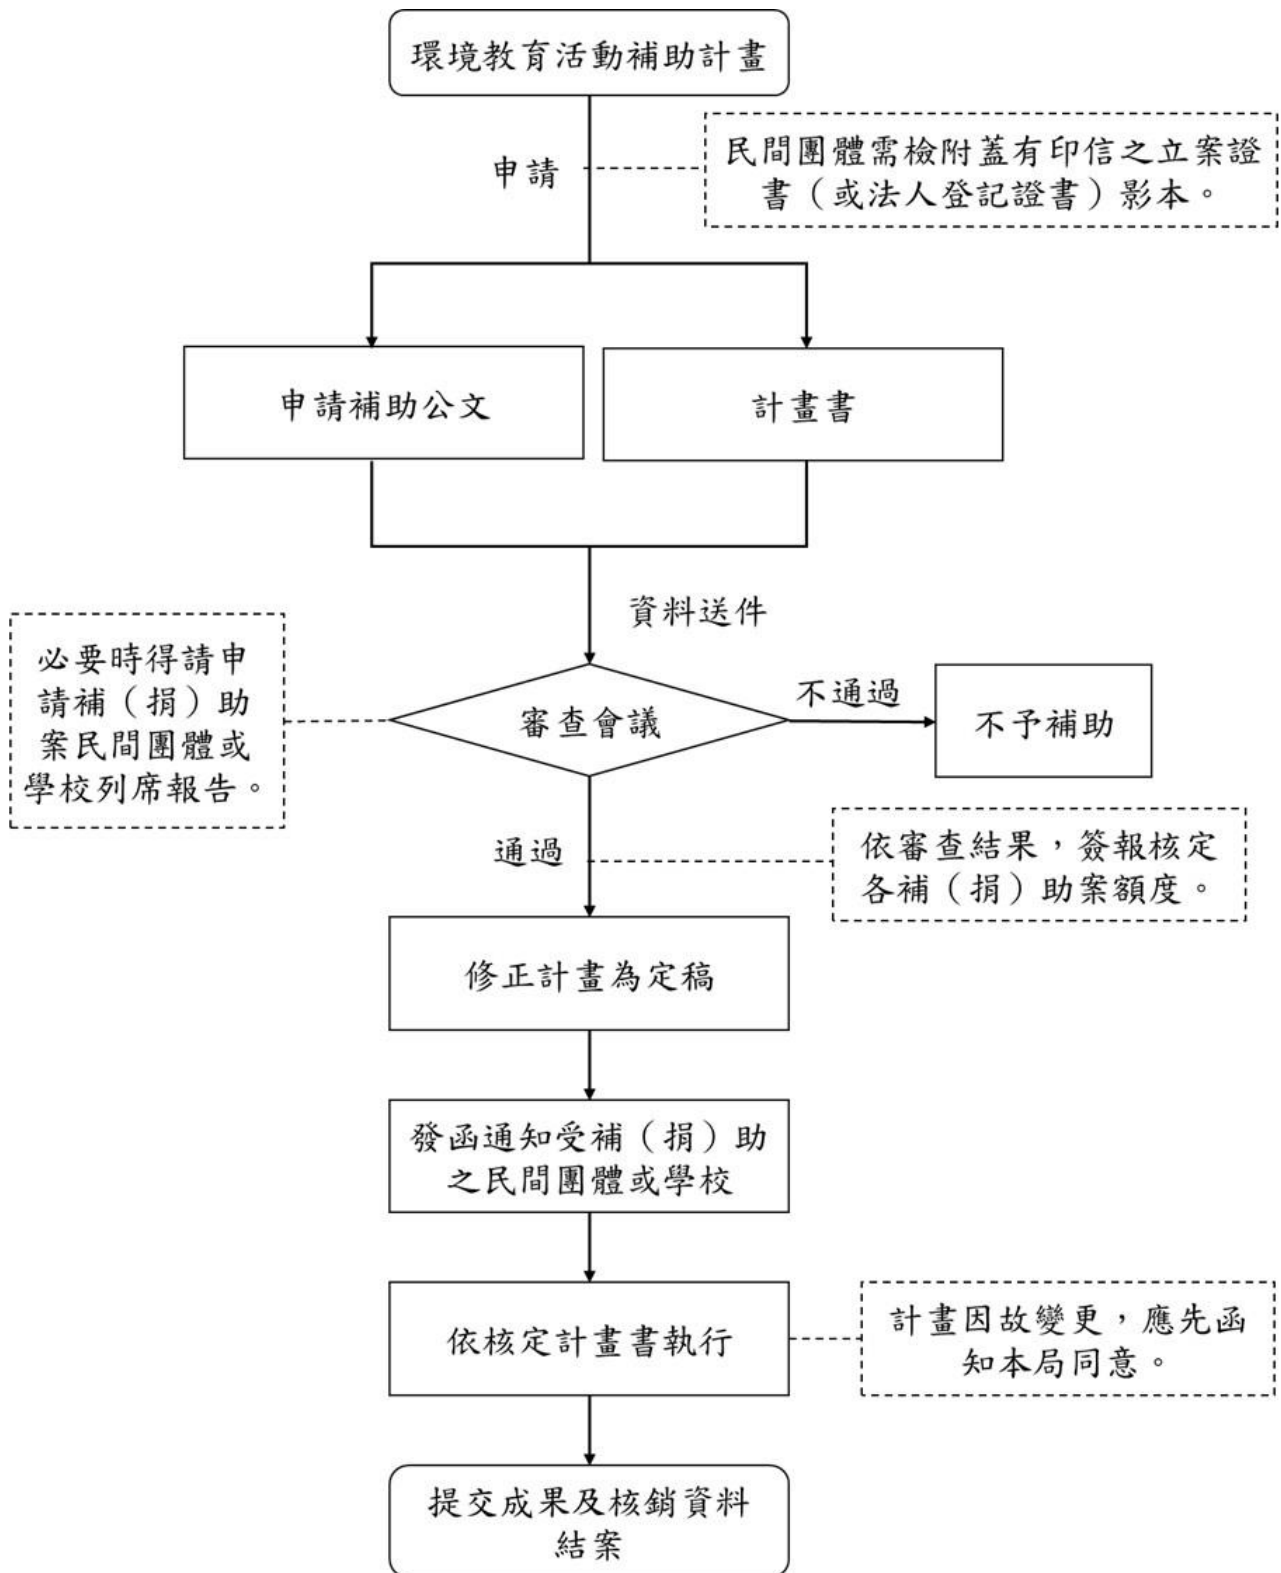 環境教育活動補助計畫
申請
民間團體需檢附蓋有印信之立案證
書（或法人登記證書）影本。
申請補助公文
計畫書
資料送件
必要時得請申
請補（捐）助
案民間團體或
學校列席報告。
審查會議
不通過
不予補助
通過
依審查結果，簽報核定
各補（捐）助案額度。
修正計畫為定稿
發函通知受補（捐）助
之民間團體或學校
依核定計畫書執行
計畫因故變更，應先函
知本局同意。
提交成果及核銷資料
結案